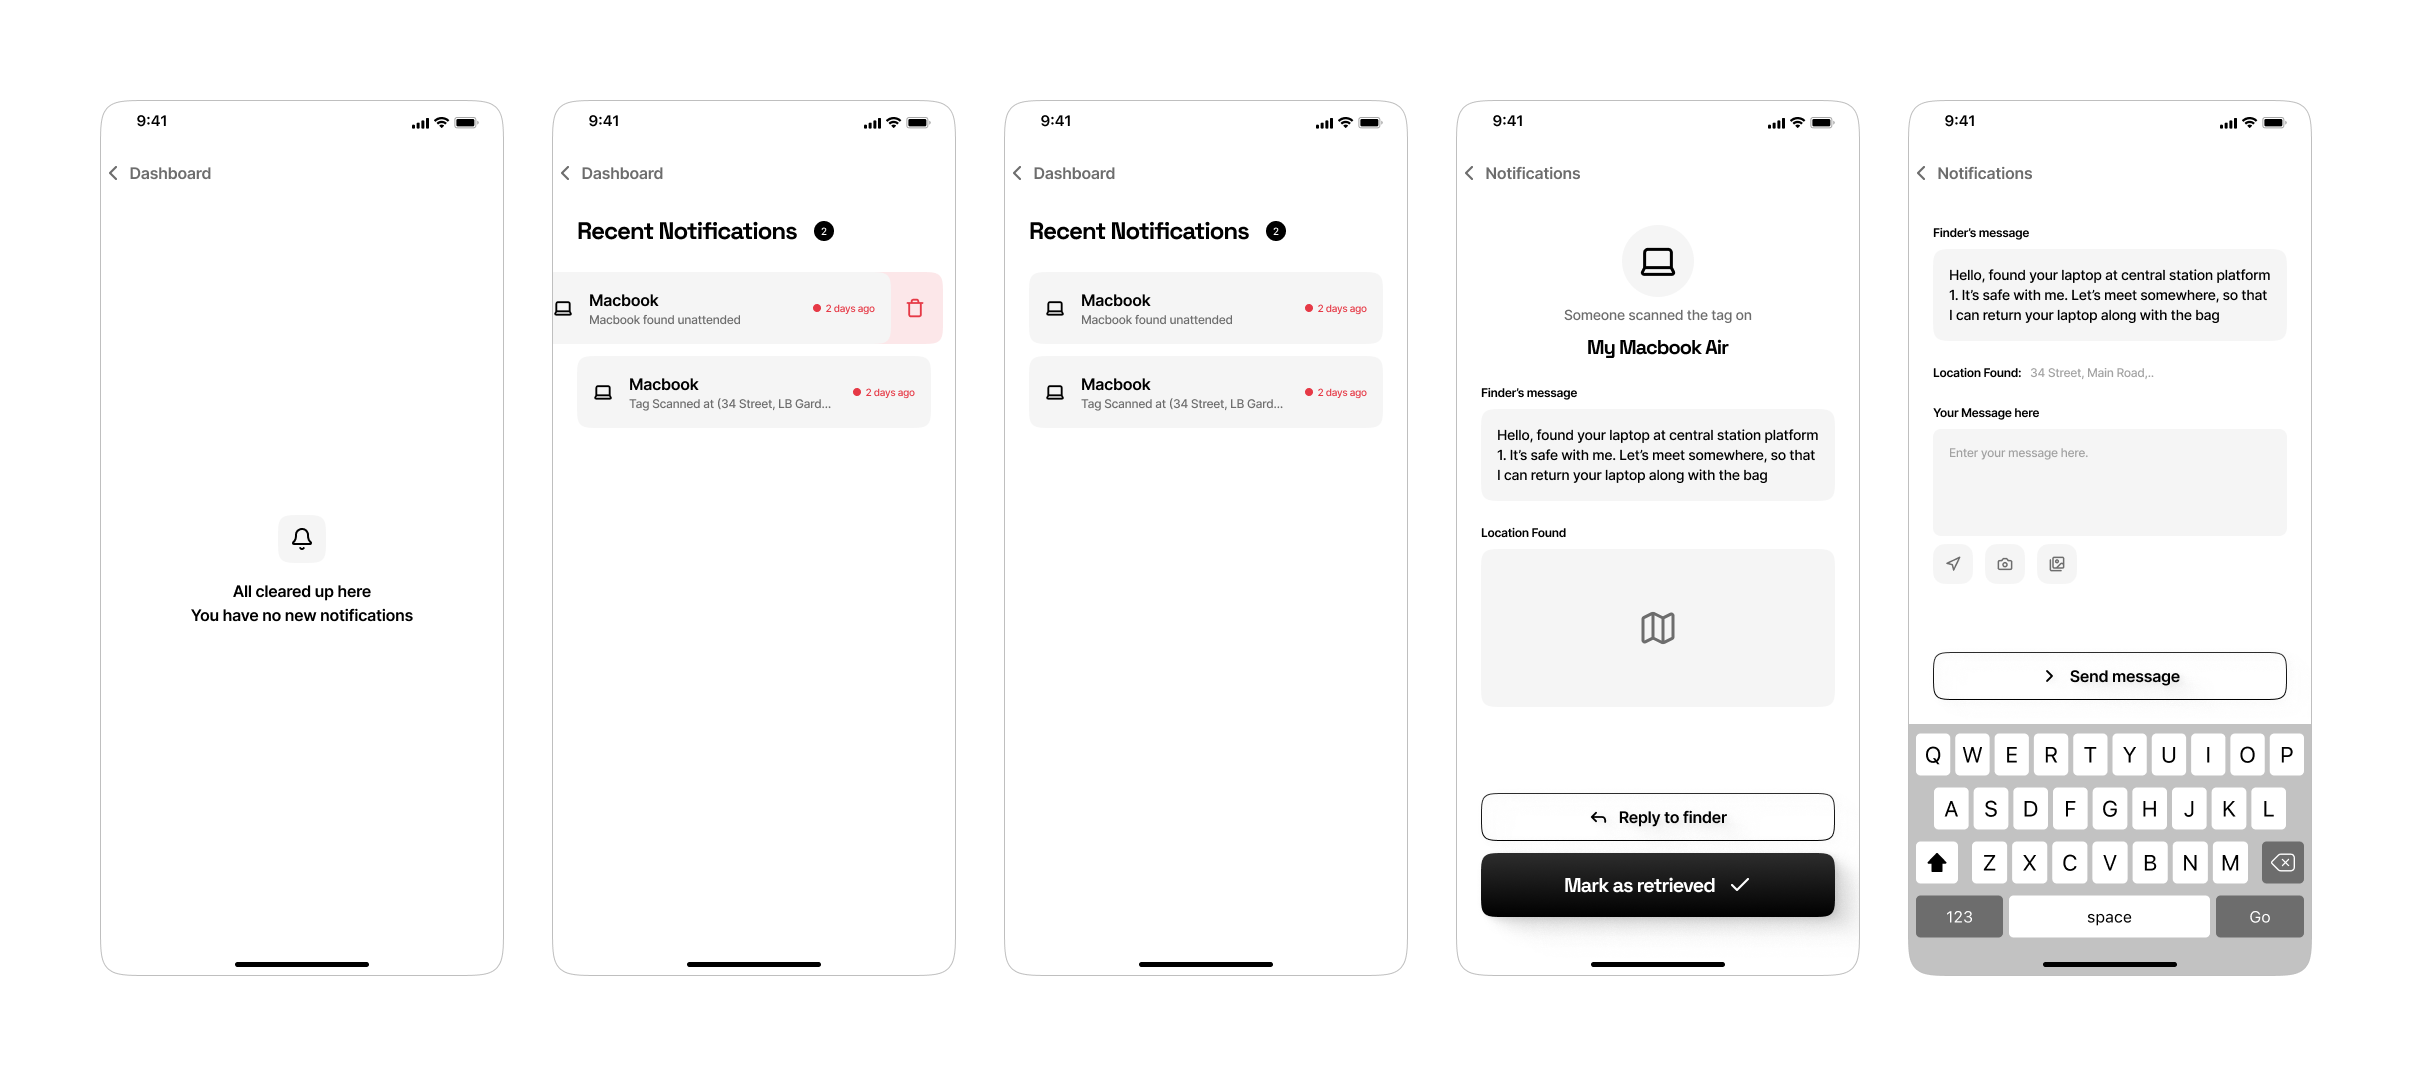 9:41
Dashboard
All cleared up here
You have no new notifications
9:41
Dashboard
Recent Notifications 2
Macbook
Macbook found unattended
2 days ago
Macbook
Tag Scanned at (34 Street, LB Gard...
2 days ago
9:41
Dashboard
Recent Notifications 2
Macbook
Macbook found unattended
2 days ago
Macbook
Tag Scanned at (34 Street, LB Gard...
2 days ago
9:41
Notifications
Someone scanned the tag on
My Macbook Air
Finder's message
Hello, found your laptop at central station platform
1. It's safe with me. Let's meet somewhere, so that
I can return your laptop along with the bag
Location Found
Reply to finder
Mark as retrieved
9:41
Notifications
Finder's message
Hello, found your laptop at central station platform
1. It's safe with me. Let's meet somewhere, so that
I can return your laptop along with the bag
Location Found: 34 Street, Main Road,..
Your Message here
Enter your message here.
Send message
Q W E R T Y U I O P
A S D F G H J K L
Z X C V B N M
123 space Go